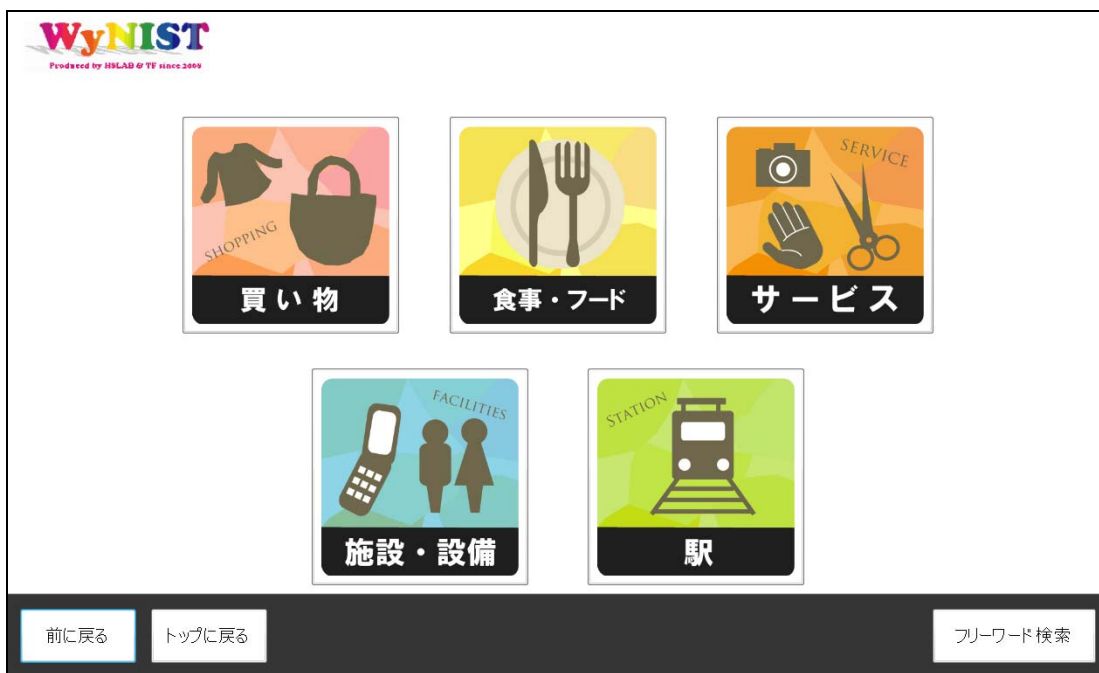 WyNIST
Produced by HSLAB & TF since 2009
SHOPPING
買い物
食事・フード
SERVICE
サービス
FACILITIES
施設・設備
STATION
駅
前に戻る
トップに戻る
フリーワード検索